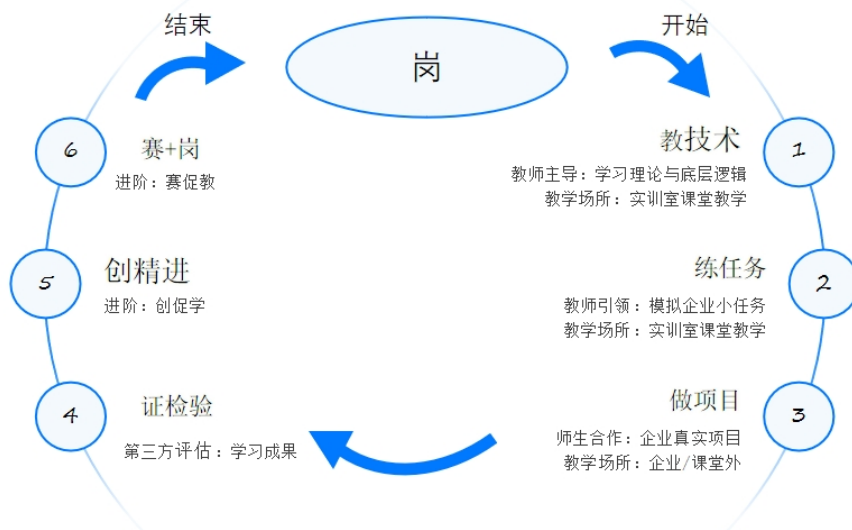 结束
岗
开始
1
教技术
教师主导：学习理论与底层逻辑
教学场所：实训室课堂教学
2
练任务
教师引领：模拟企业小任务
教学场所：实训室课堂教学
3
做项目
师生合作：企业真实项目
教学场所：企业/课堂外
4
证检验
第三方评估：学习成果
5
创精进
进阶：创促学
6
赛+岗
进阶：赛促教